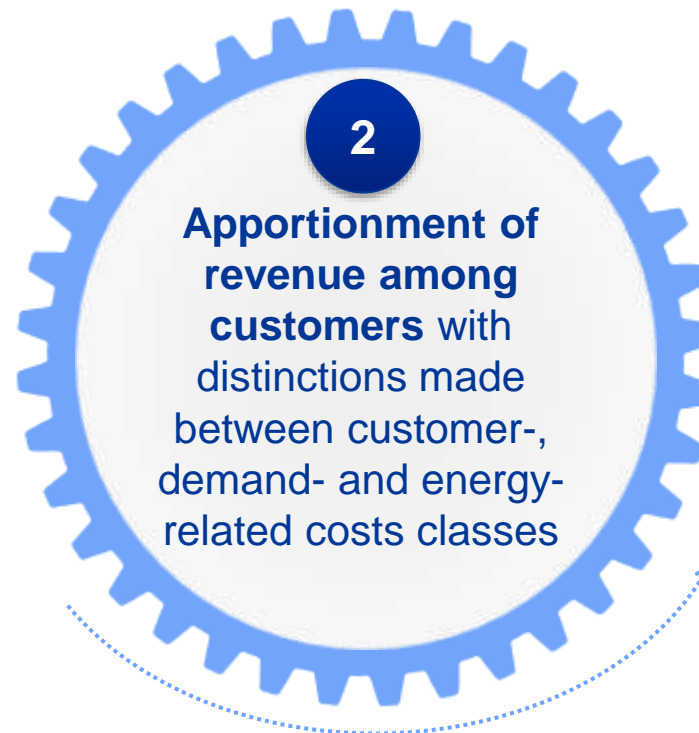 2
Apportionment of
revenue among
customers with
distinctions made
between customer-,
demand- and energy-
related costs classes